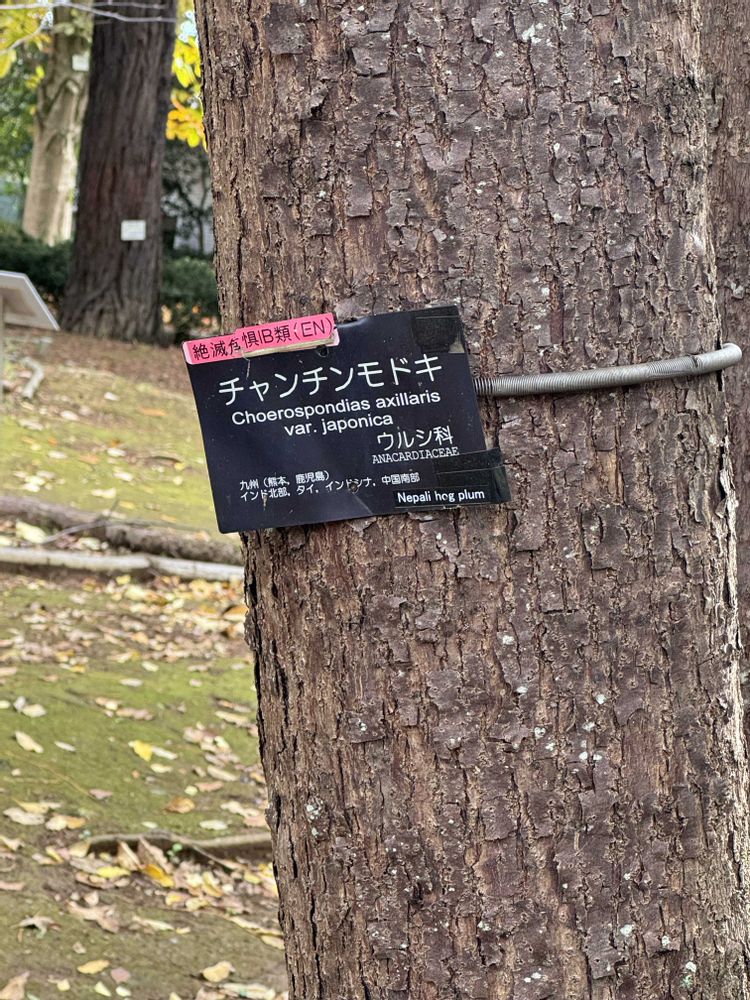 絶滅危惧IB類(EN)
チャンチンモドキ
Choerospondias axillaris
var. japonica
ウルシ科
ANACARDIACEAE
九州(熊本、鹿児島)
インド北部、タイ、インドシナ、中国南部
Nepali hog plum